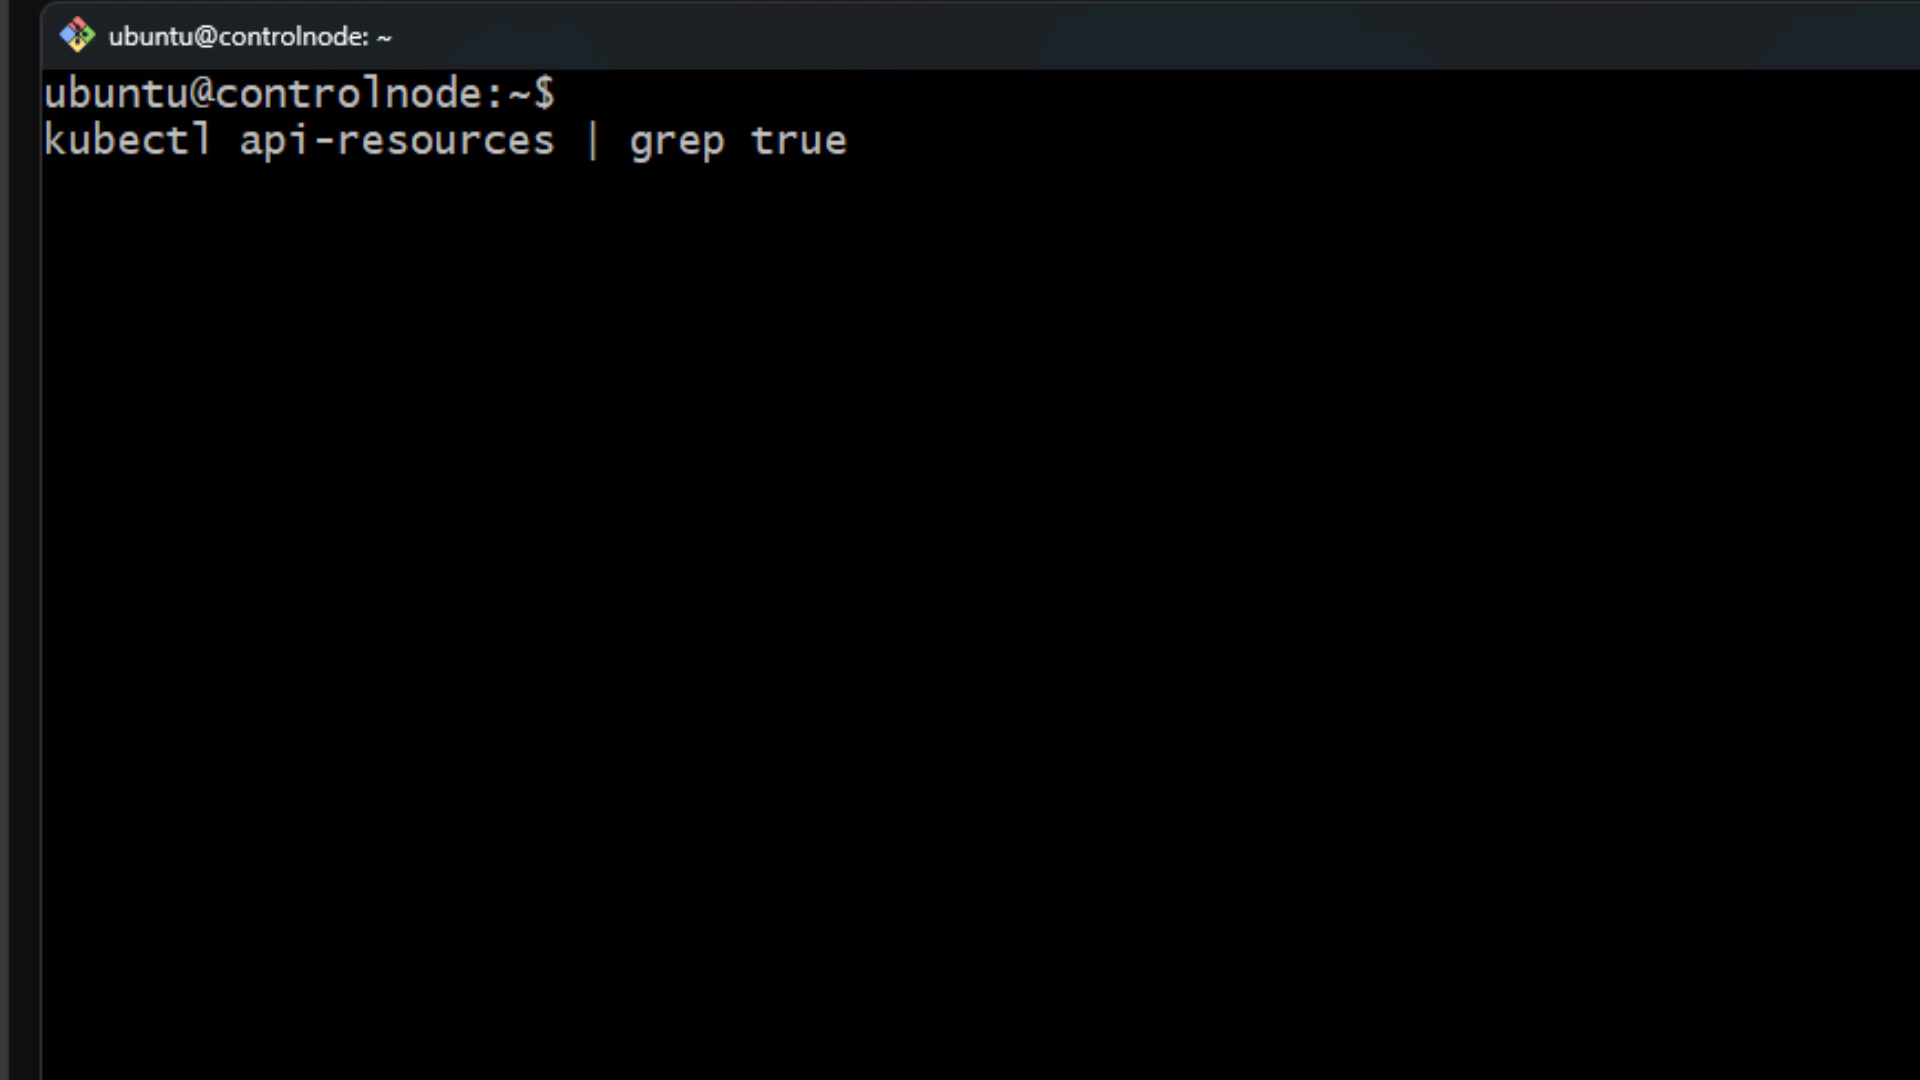 ubuntu@controlnode: ~
ubuntu@controlnode:~$
kubectl api-resources | grep true